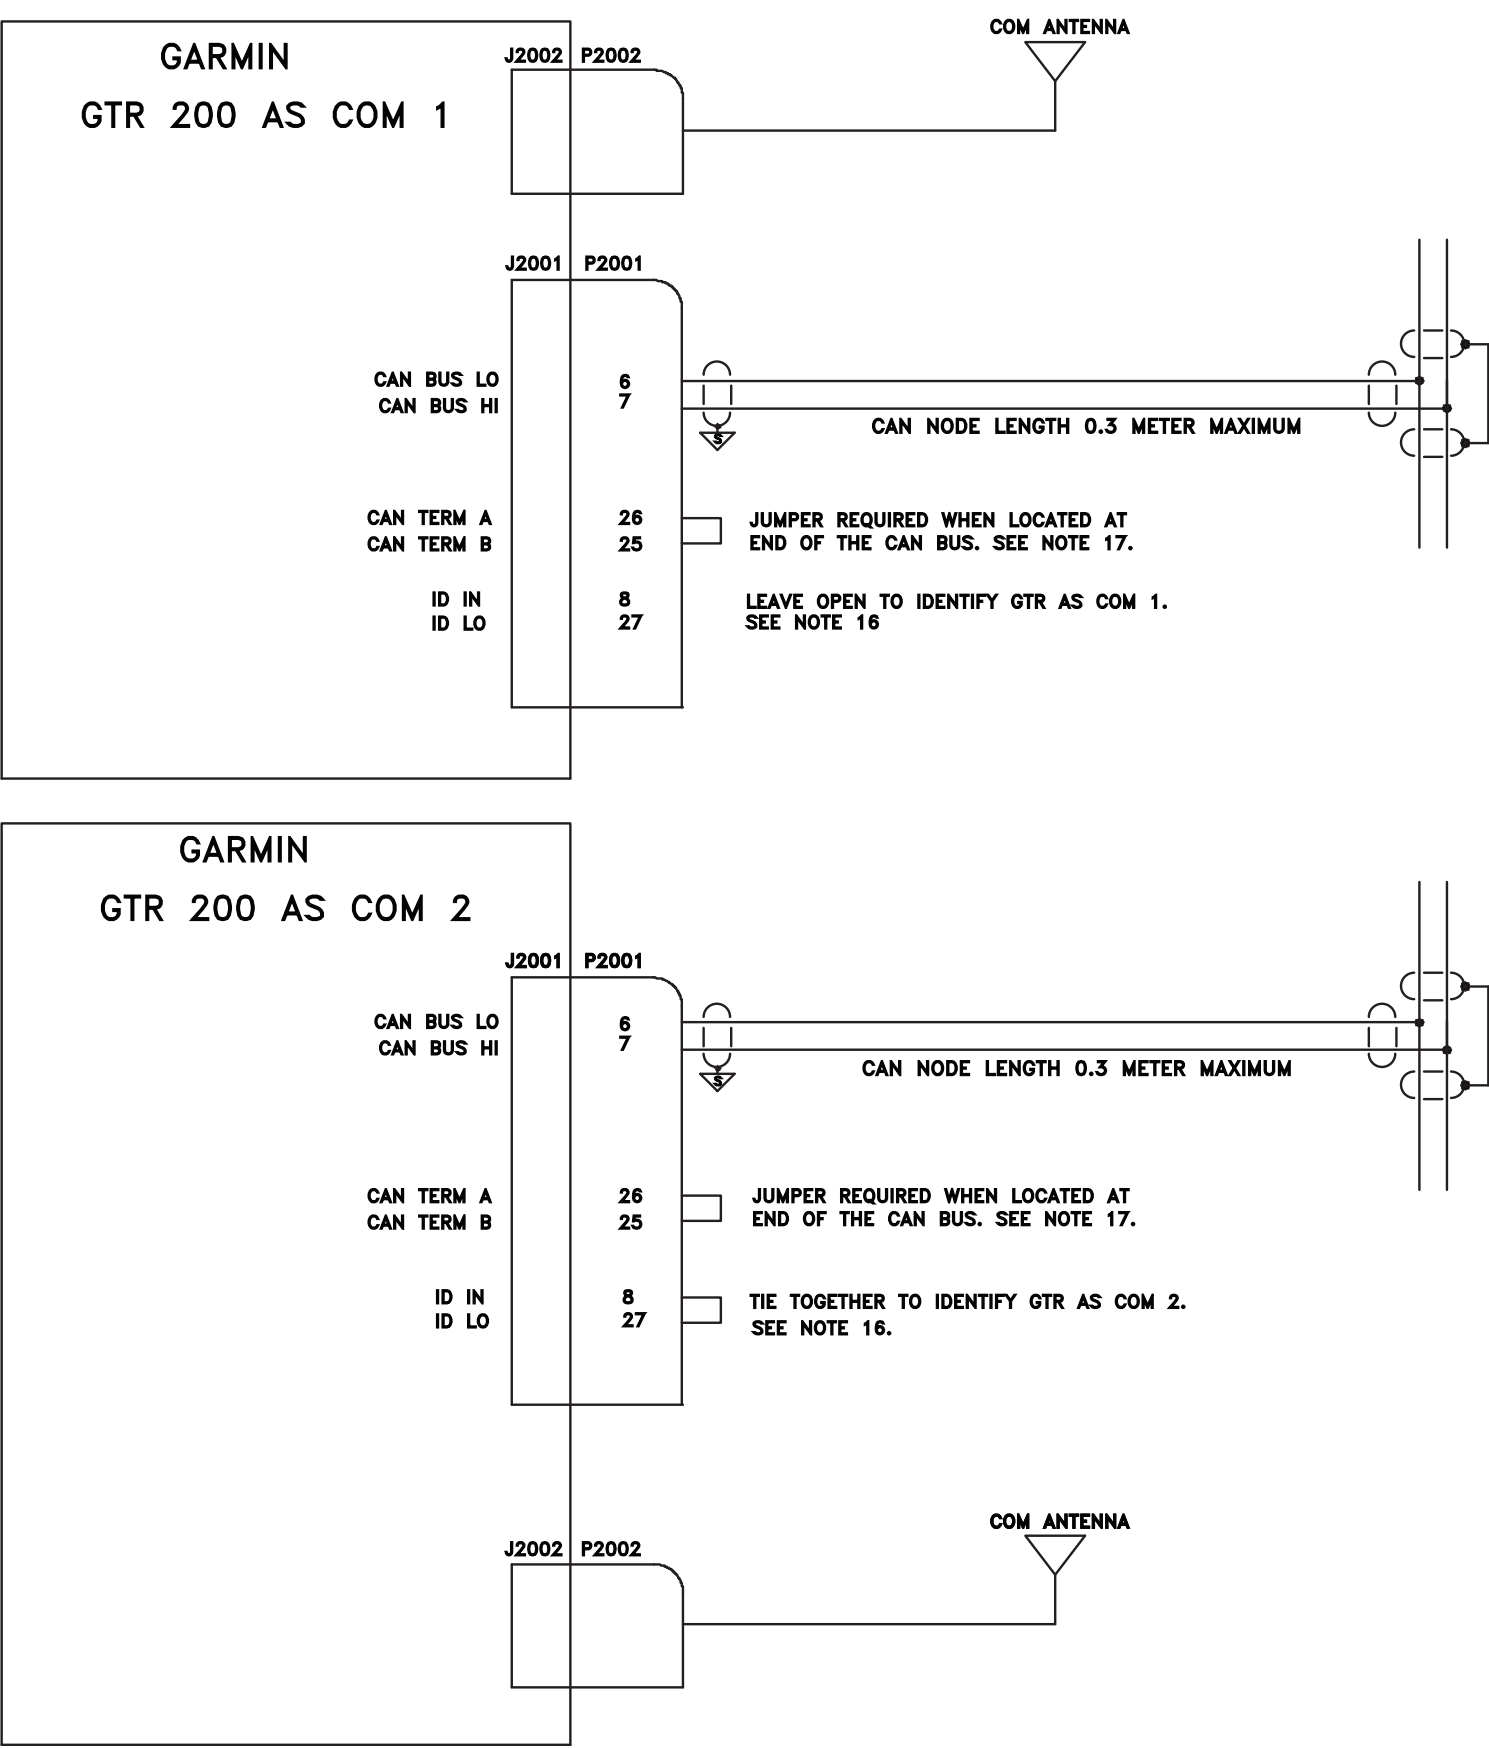 COM ANTENNA
GARMIN
J2002 P2002
GTR 200 AS COM 1
J2001 P2001
CAN BUS LO 6
CAN BUS HI 7
S
CAN NODE LENGTH 0.3 METER MAXIMUM
CAN TERM A 26 JUMPER REQUIRED WHEN LOCATED AT
CAN TERM B 25 END OF THE CAN BUS. SEE NOTE 17.
ID IN 8 LEAVE OPEN TO IDENTIFY GTR AS COM 1.
ID LO 27 SEE NOTE 16
GARMIN
GTR 200 AS COM 2
J2001 P2001
CAN BUS LO 6
CAN BUS HI 7
S
CAN NODE LENGTH 0.3 METER MAXIMUM
CAN TERM A 26 JUMPER REQUIRED WHEN LOCATED AT
CAN TERM B 25 END OF THE CAN BUS. SEE NOTE 17.
ID IN 8 TIE TOGETHER TO IDENTIFY GTR AS COM 2.
ID LO 27 SEE NOTE 16.
COM ANTENNA
J2002 P2002